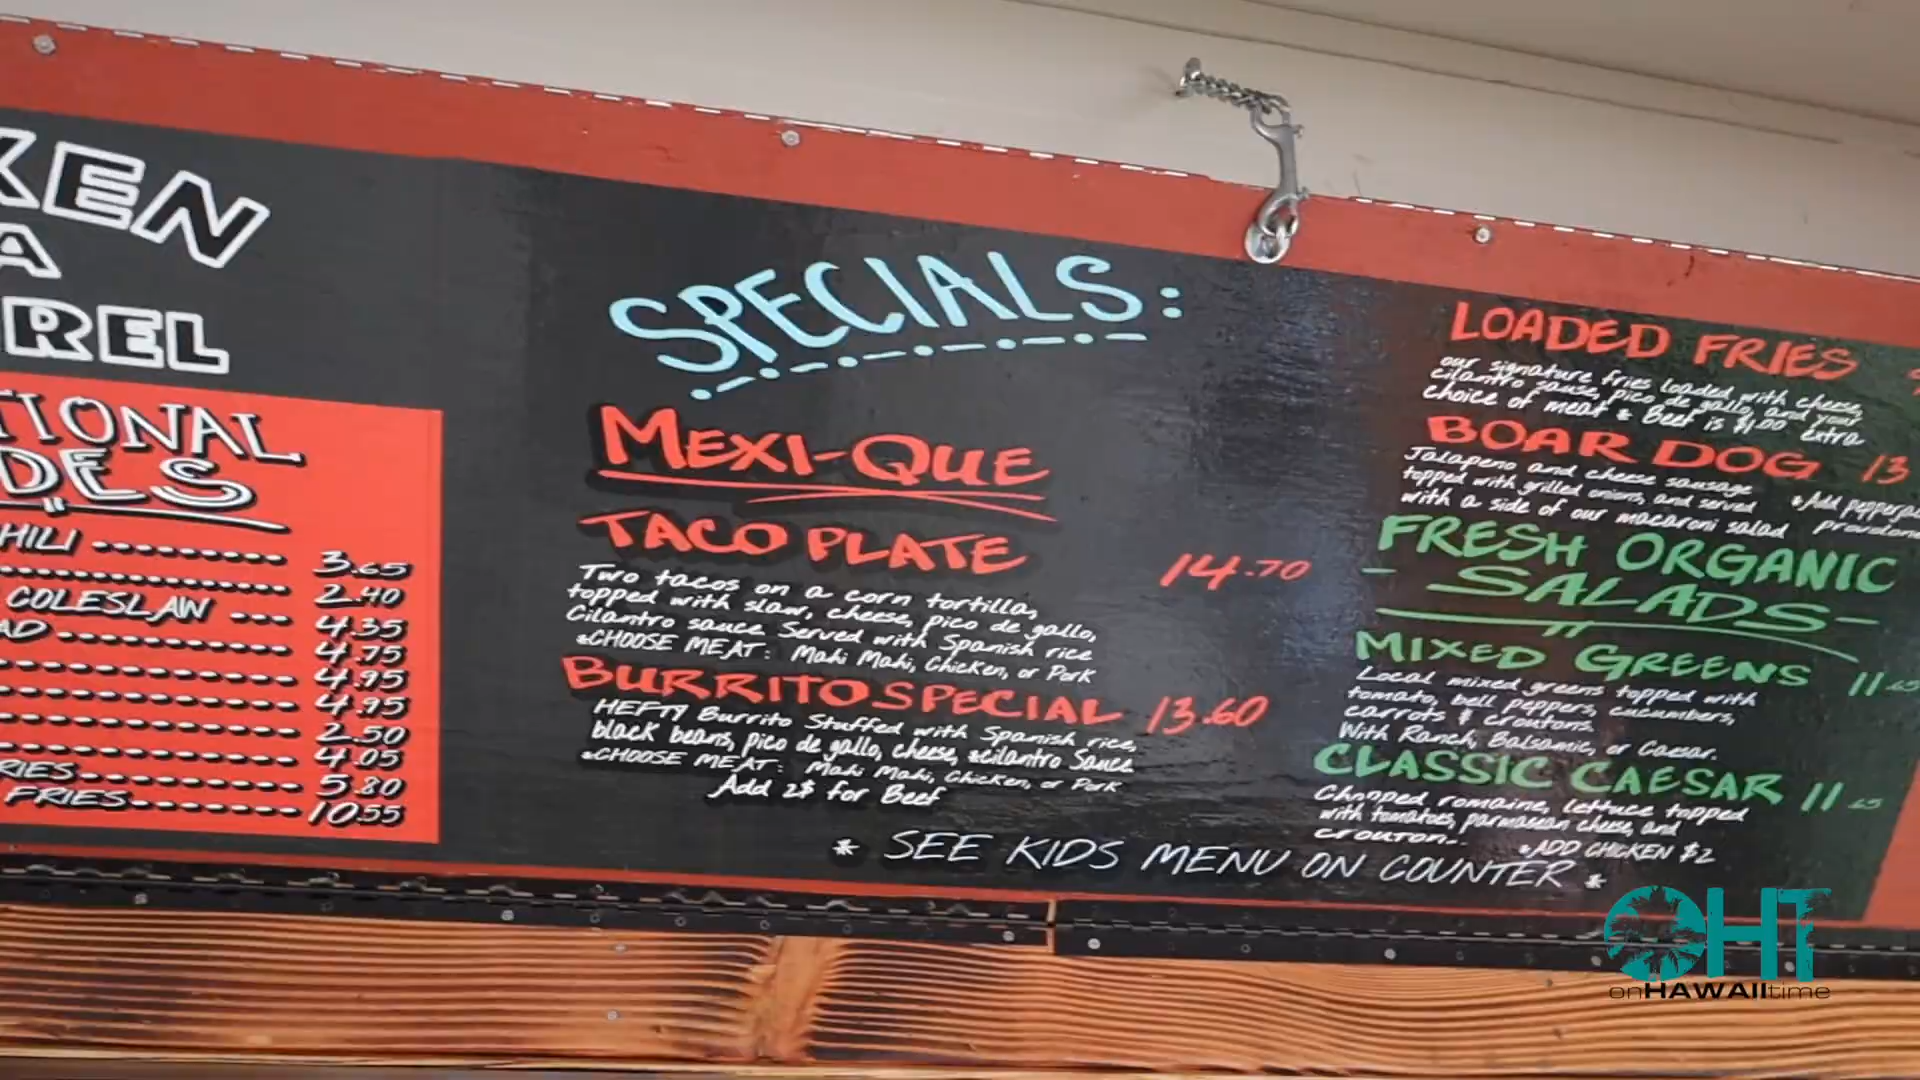 KEN
A
REL
TIONAL
DES
HILI 3.65
2.40
COLESLAW 4.35
AD 4.75
4.95
4.95
2.50
4.05
RIES 5.80
FRIES 10.55
SPECIALS:
MEXI-QUE
TACO PLATE 14.70
Two tacos on a corn tortilla,
topped with slaw, cheese, pico de gallo,
Cilantro sauce Served with Spanish rice
*CHOOSE MEAT: Mahi Mahi, Chicken, or Pork
BURRITO SPECIAL 13.60
HEFTY Burrito Stuffed with Spanish rice,
black beans, pico de gallo, cheese, *cilantro Sauce
*CHOOSE MEAT: Mahi Mahi, Chicken, or Pork
Add 2$ for Beef
LOADED FRIES
our signature fries loaded with cheese,
cilantro sause, pico de gallo, and your
choice of meat * Beef is $1.00 extra
BOAR DOG 13
Jalapeno and cheese sausage
topped with grilled onions, and served
with a side of our macaroni salad
*Add pepperja
provolone
FRESH ORGANIC
- SALADS -
MIXED GREENS 11.65
Local mixed greens topped with
tomato, bell peppers, cucumbers,
carrots & croutons.
With Ranch, Balsamic, or Caesar.
CLASSIC CAESAR 11.65
Chopped romaine, lettuce topped
with tomatoes, parmasean cheese, and
crouton..
*ADD CHICKEN $2
* SEE KIDS MENU ON COUNTER *
OHT
onHAWAIItime